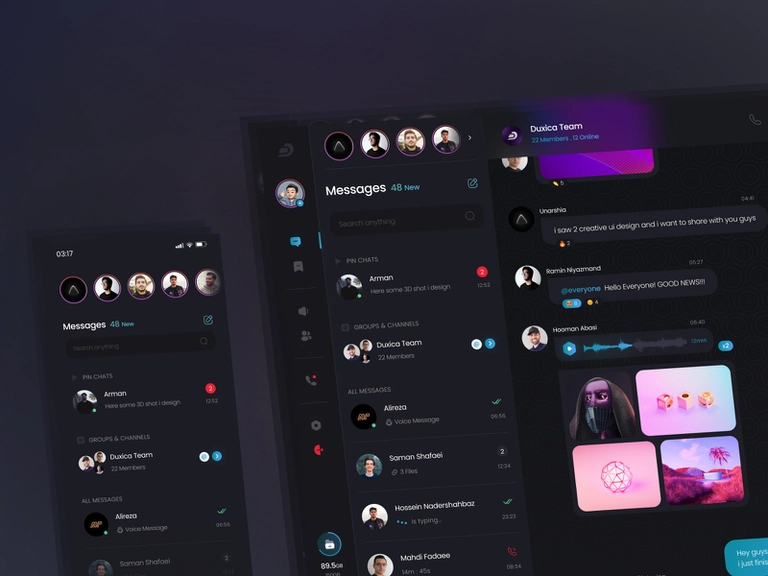 03:17
Messages 48 New
Search anything
PIN CHATS
Arman
2
Here some 3D shot i design
12:52
GROUPS & CHANNELS
Duxica Team
22 Members
ALL MESSAGES
Alireza
Voice Message
06:56
Saman Shafaei
2
Messages 48 New
Search anything
PIN CHATS
Arman
2
Here some 3D shot i design
12:52
GROUPS & CHANNELS
Duxica Team
22 Members
ALL MESSAGES
Alireza
Voice Message
06:56
Saman Shafaei
2
3 Files
12:24
Hossein Nadershahbaz
is typing..
23:23
Mahdi Fadaee
14m : 45s
08:34
89.5GB
Duxica Team
22 Members . 12 Online
5
Unarshia
04:41
i saw 2 creative ui design and i want to share with you guys
2
Ramin Niyazmand
05:27
@everyone Hello Everyone! GOOD NEWS!!!
4
Hooman Abasi
06:40
x2
Hey guys
i just finis